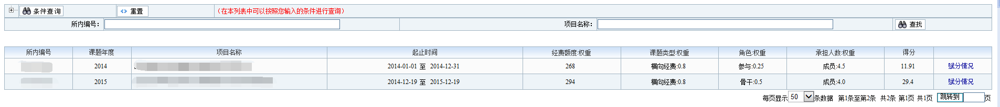 条件查询 重置 （在本列表中可以按照您输入的条件进行查询）
所内编号： 项目名称： 查找
所内编号 课题年度 项目名称 起止时间 经费额度:权重 课题类型:权重 角色:权重 承担人数:权重 得分
2014 2014-01-01 至 2014-12-31 268 横向经费:0.8 参与:0.25 成员:4.5 11.91 赋分情况
2015 2014-12-19 至 2015-12-19 294 横向经费:0.8 骨干:0.5 成员:4.0 29.4 赋分情况
每页显示 50 条数据 第1条至第2条 共2条 第1页 共1页 跳转到 页